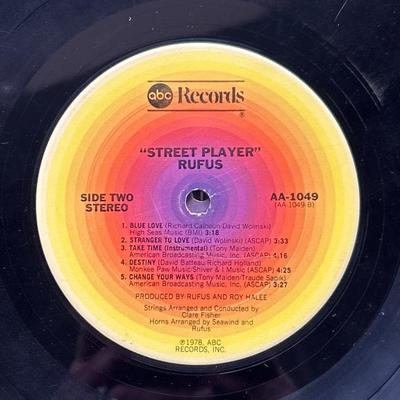 abc Records
®
"STREET PLAYER"
RUFUS
SIDE TWO
STEREO
AA-1049
(AA-1049-B)
1. BLUE LOVE (Richard Calhoun/David Wolinski)
High Seas Music (BMI) 3:18
2. STRANGER TO LOVE (David Wolinski) (ASCAP) 3:33
3. TAKE TIME (Instrumental) (Tony Maiden)
American Broadcasting Music, Inc. (ASCAP) 4:16
4. DESTINY (David Batteau/Richard Holland)
Monkee Paw Music/Shiver & I Music (ASCAP) 4:25
5. CHANGE YOUR WAYS (Tony Maiden/Traude Sapik)
American Broadcasting Music, Inc. (ASCAP) 3:27
PRODUCED BY RUFUS AND ROY HALEE
Strings Arranged and Conducted by
Clare Fisher
Horns Arranged by Seawind and
Rufus
℗1978, ABC
RECORDS, INC.